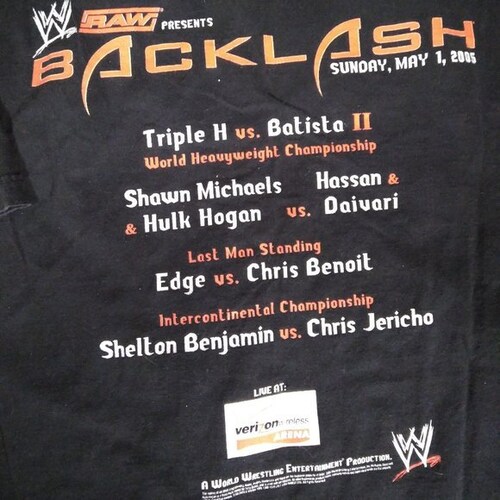 W RAW PRESENTS
BACKLASH
SUNDAY, MAY 1, 2005
Triple H vs. Batista II
World Heavyweight Championship
Shawn Michaels Hassan &
& Hulk Hogan vs. Daivari
Last Man Standing
Edge vs. Chris Benoit
Intercontinental Championship
Shelton Benjamin vs. Chris Jericho
LIVE AT:
verizon wireless
ARENA
W
A WORLD WRESTLING ENTERTAINMENT PRODUCTION.